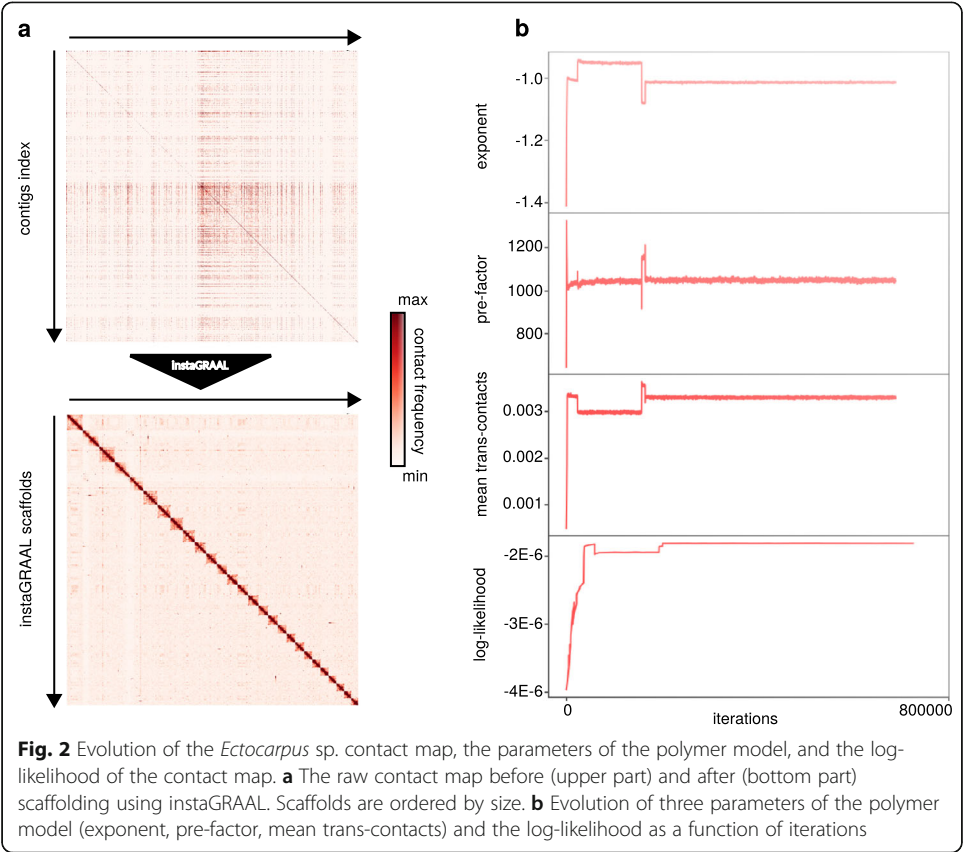 a
contigs index
instaGRAAL
max
contact frequency
min
instaGRAAL scaffolds
b
exponent
-1.0
-1.2
-1.4
pre-factor
1200
1000
800
mean trans-contacts
0.003
0.002
0.001
log-likelihood
-2E-6
-3E-6
-4E-6
0
800000
iterations
Fig. 2 Evolution of the Ectocarpus sp. contact map, the parameters of the polymer model, and the log-
likelihood of the contact map. a The raw contact map before (upper part) and after (bottom part)
scaffolding using instaGRAAL. Scaffolds are ordered by size. b Evolution of three parameters of the polymer
model (exponent, pre-factor, mean trans-contacts) and the log-likelihood as a function of iterations